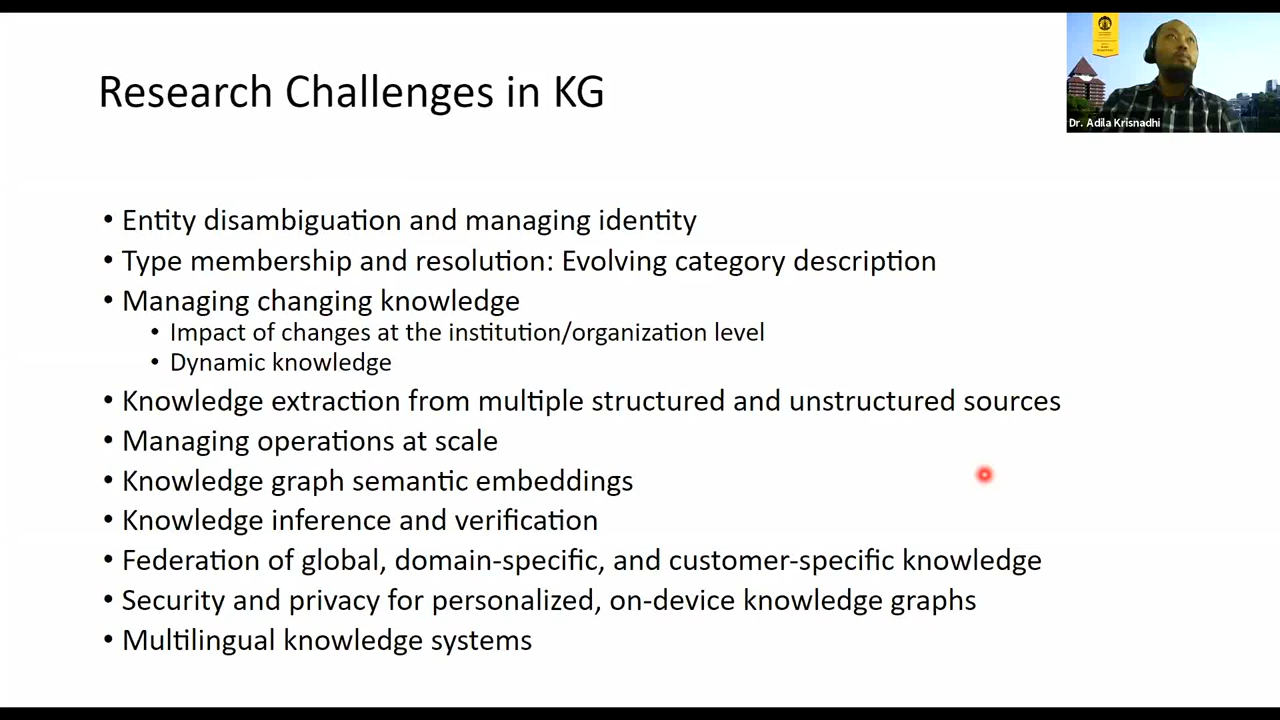 Research Challenges in KG
Dr. Adila Krisnadhi
• Entity disambiguation and managing identity
• Type membership and resolution: Evolving category description
• Managing changing knowledge
• Impact of changes at the institution/organization level
• Dynamic knowledge
• Knowledge extraction from multiple structured and unstructured sources
• Managing operations at scale
• Knowledge graph semantic embeddings
• Knowledge inference and verification
• Federation of global, domain-specific, and customer-specific knowledge
• Security and privacy for personalized, on-device knowledge graphs
• Multilingual knowledge systems